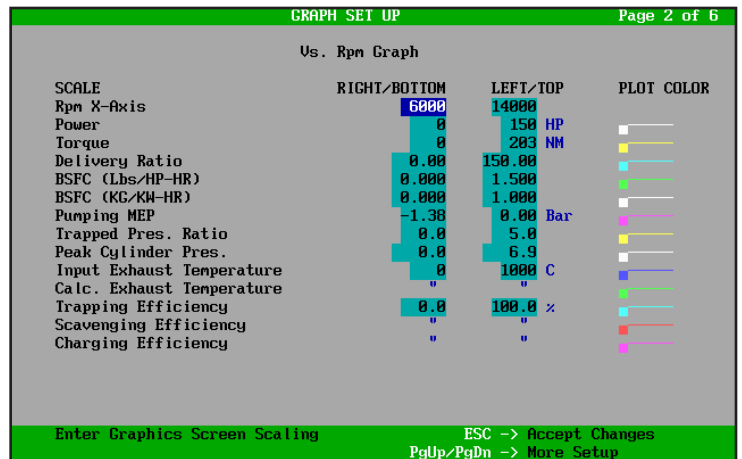 GRAPH SET UP Page 2 of 6
Vs. Rpm Graph
SCALE RIGHT/BOTTOM LEFT/TOP PLOT COLOR
Rpm X-Axis 6000 14000
Power 0 150 HP
Torque 0 203 NM
Delivery Ratio 0.00 150.00
BSFC (Lbs/HP-HR) 0.000 1.500
BSFC (KG/KW-HR) 0.000 1.000
Pumping MEP -1.38 0.00 Bar
Trapped Pres. Ratio 0.0 5.0
Peak Cylinder Pres. 0.0 6.9
Input Exhaust Temperature 0 1000 C
Calc. Exhaust Temperature " "
Trapping Efficiency 0.0 100.0 %
Scavenging Efficiency " "
Charging Efficiency " "
Enter Graphics Screen Scaling ESC -> Accept Changes
PgUp/PgDn -> More Setup